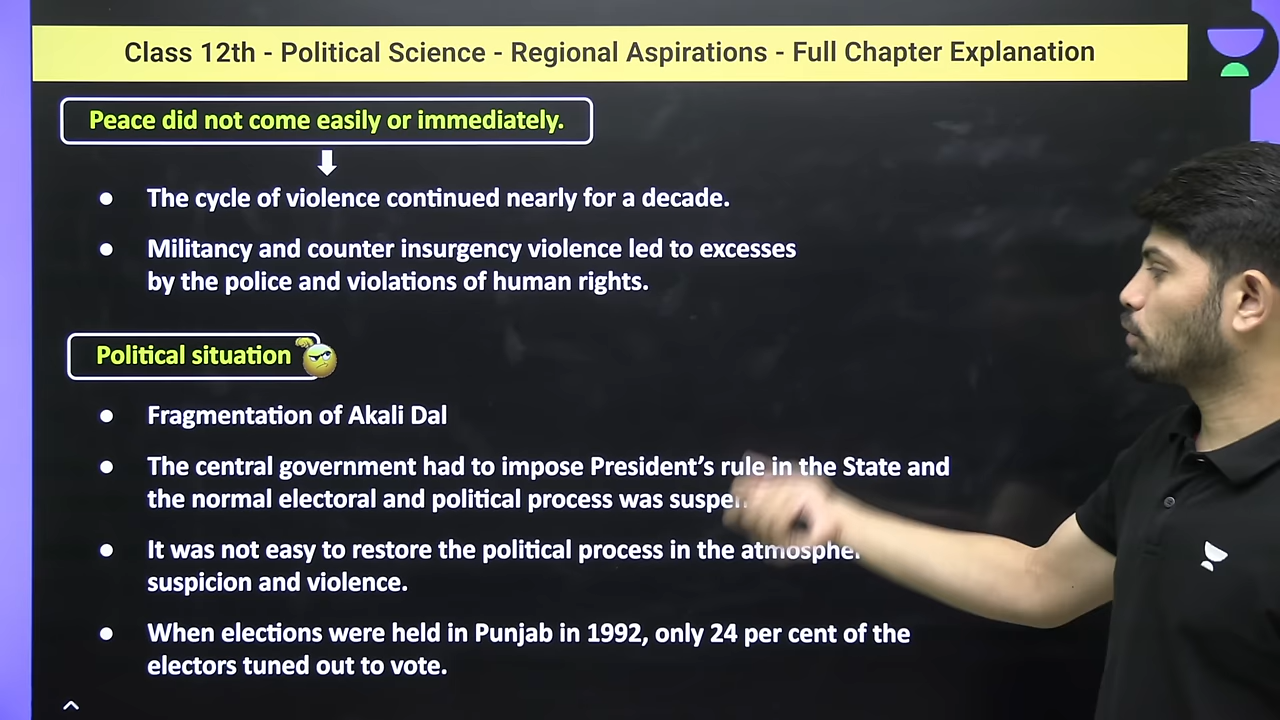 Class 12th - Political Science - Regional Aspirations - Full Chapter Explanation
Peace did not come easily or immediately.
● The cycle of violence continued nearly for a decade.
● Militancy and counter insurgency violence led to excesses
by the police and violations of human rights.
Political situation
● Fragmentation of Akali Dal
● The central government had to impose President’s rule in the State and
the normal electoral and political process was
● It was not easy to restore the political process in the
suspicion and violence.
● When elections were held in Punjab in 1992, only 24 per cent of the
electors tuned out to vote.